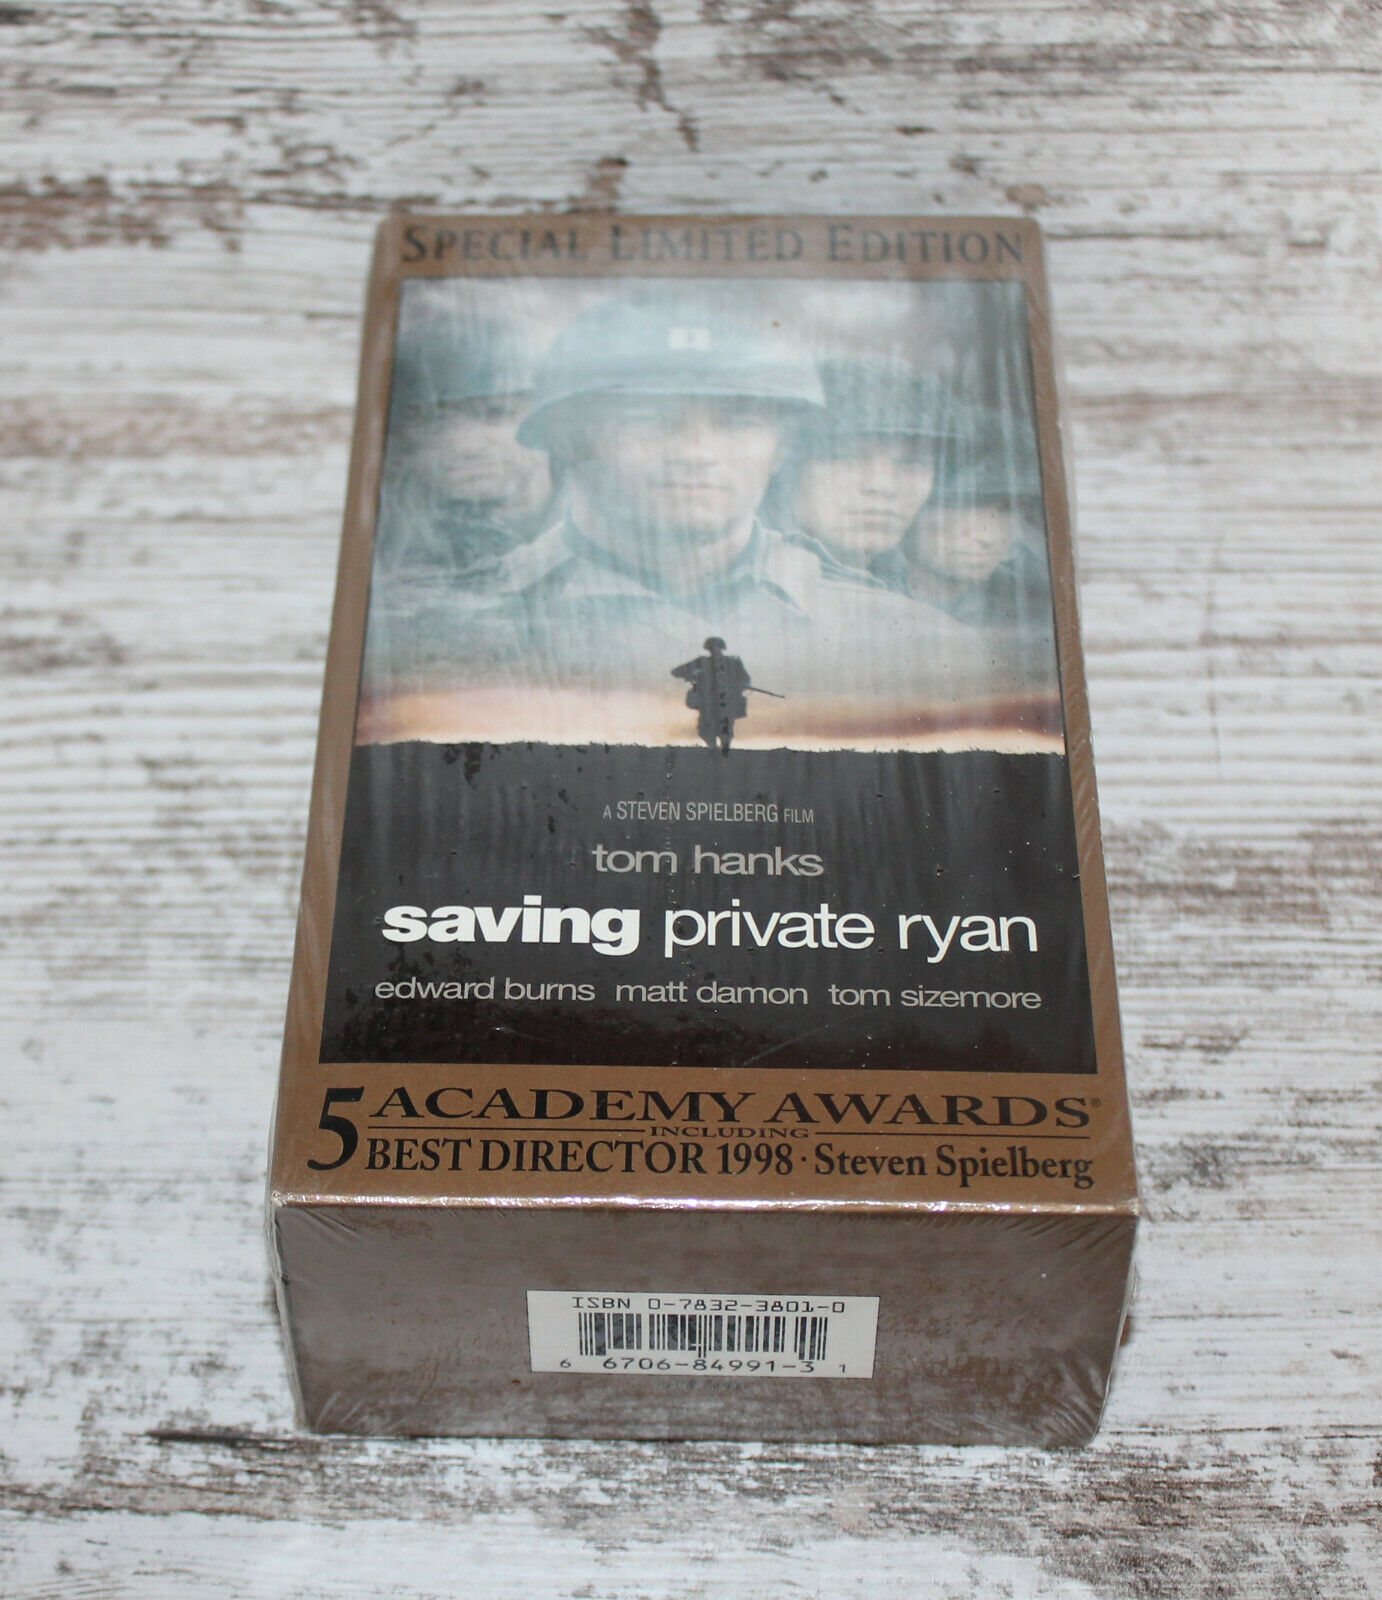 SPECIAL LIMITED EDITION
A STEVEN SPIELBERG FILM
tom hanks
saving private ryan
edward burns matt damon tom sizemore
5 ACADEMY AWARDS®
INCLUDING
BEST DIRECTOR 1998 · Steven Spielberg
ISBN 0-7832-3801-0
6 6706-84991-3 1